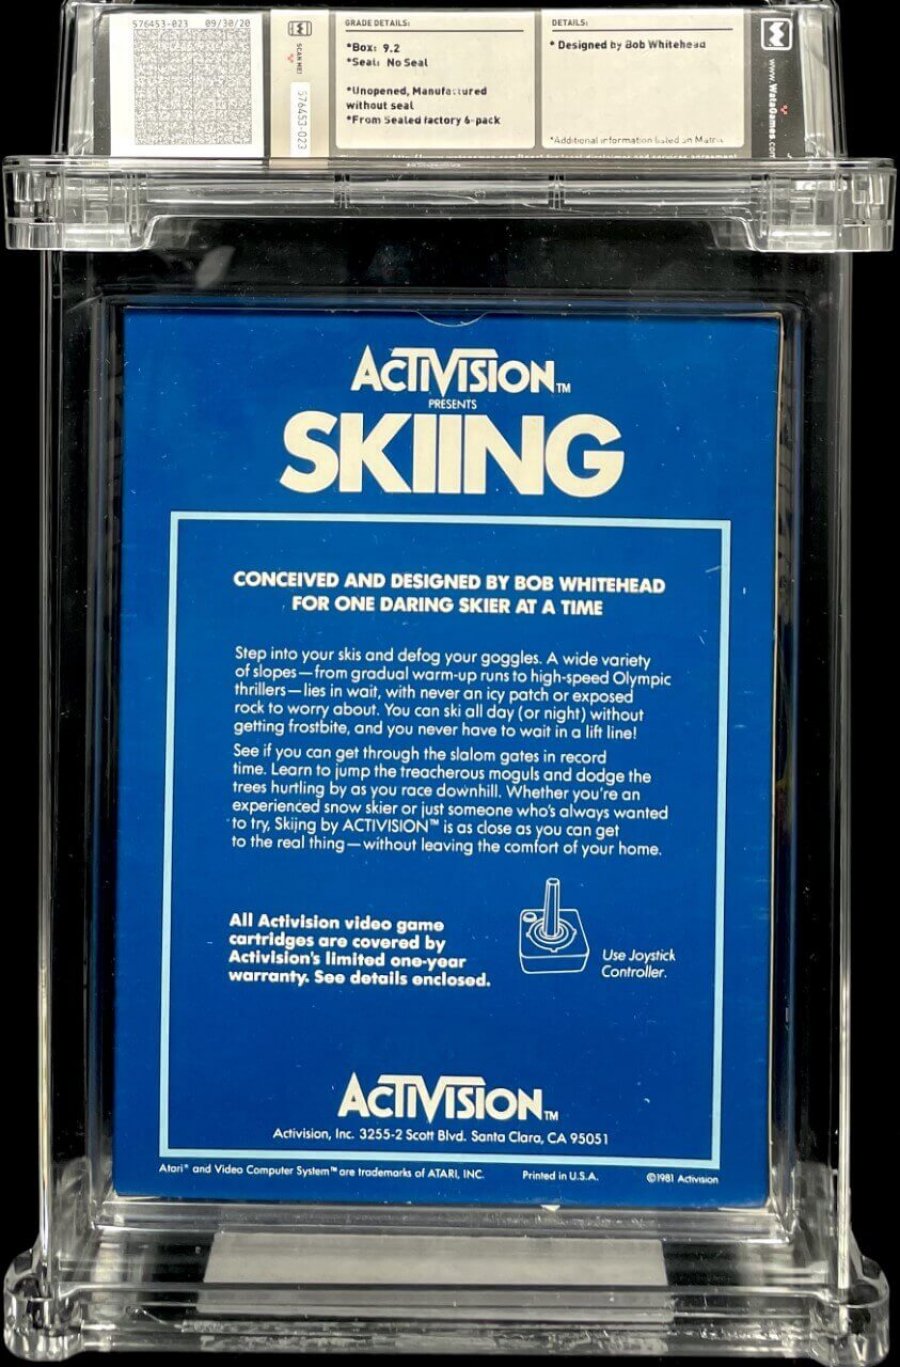 576453-023 09/30/20
SCAN ME!
576453-023
GRADE DETAILS:
*Box: 9.2
*Seal: No Seal
*Unopened, Manufactured
without seal
*From Sealed factory 6-pack
DETAILS:
* Designed by Bob Whitehead
*Additional information listed on Matrix
www.WataGames.com
ACTIVISION TM
PRESENTS
SKIING
CONCEIVED AND DESIGNED BY BOB WHITEHEAD
FOR ONE DARING SKIER AT A TIME
Step into your skis and defog your goggles. A wide variety
of slopes—from gradual warm-up runs to high-speed Olympic
thrillers—lies in wait, with never an icy patch or exposed
rock to worry about. You can ski all day (or night) without
getting frostbite, and you never have to wait in a lift line!
See if you can get through the slalom gates in record
time. Learn to jump the treacherous moguls and dodge the
trees hurtling by as you race downhill. Whether you're an
experienced snow skier or just someone who's always wanted
to try, Skiing by ACTIVISION™ is as close as you can get
to the real thing—without leaving the comfort of your home.
All Activision video game
cartridges are covered by
Activision's limited one-year
warranty. See details enclosed.
Use Joystick
Controller.
ACTIVISION TM
Activision, Inc. 3255-2 Scott Blvd. Santa Clara, CA 95051
Atari® and Video Computer System™ are trademarks of ATARI, INC. Printed in U.S.A. ©1981 Activision